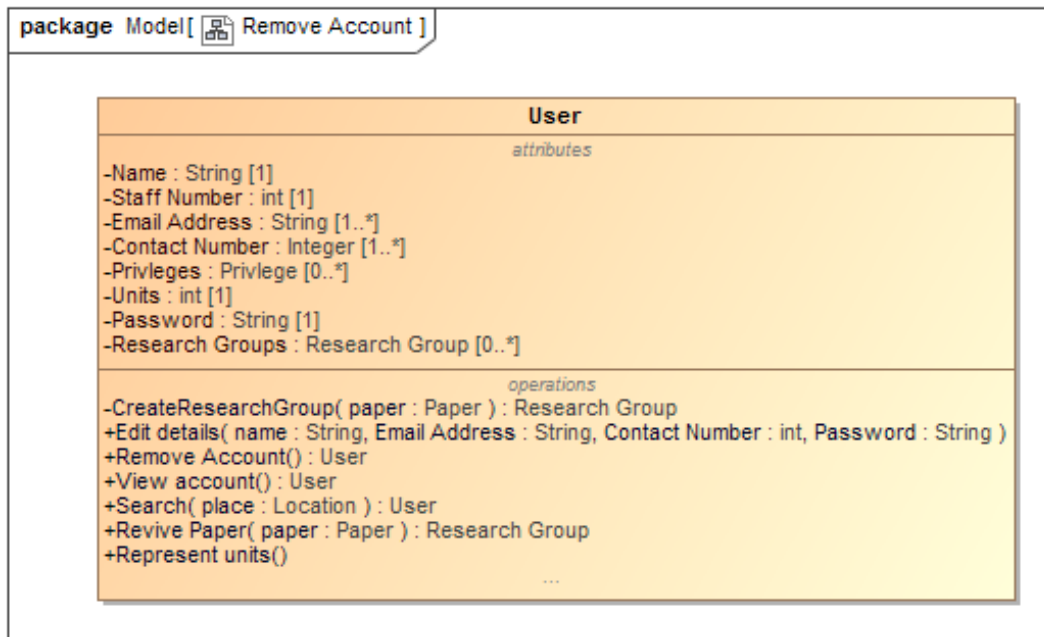 package Model[ Remove Account ]
User
attributes
-Name : String [1]
-Staff Number : int [1]
-Email Address : String [1..*]
-Contact Number : Integer [1..*]
-Privleges : Privlege [0..*]
-Units : int [1]
-Password : String [1]
-Research Groups : Research Group [0..*]
operations
-CreateResearchGroup( paper : Paper ) : Research Group
+Edit details( name : String, Email Address : String, Contact Number : int, Password : String )
+Remove Account() : User
+View account() : User
+Search( place : Location ) : User
+Revive Paper( paper : Paper ) : Research Group
+Represent units()
...